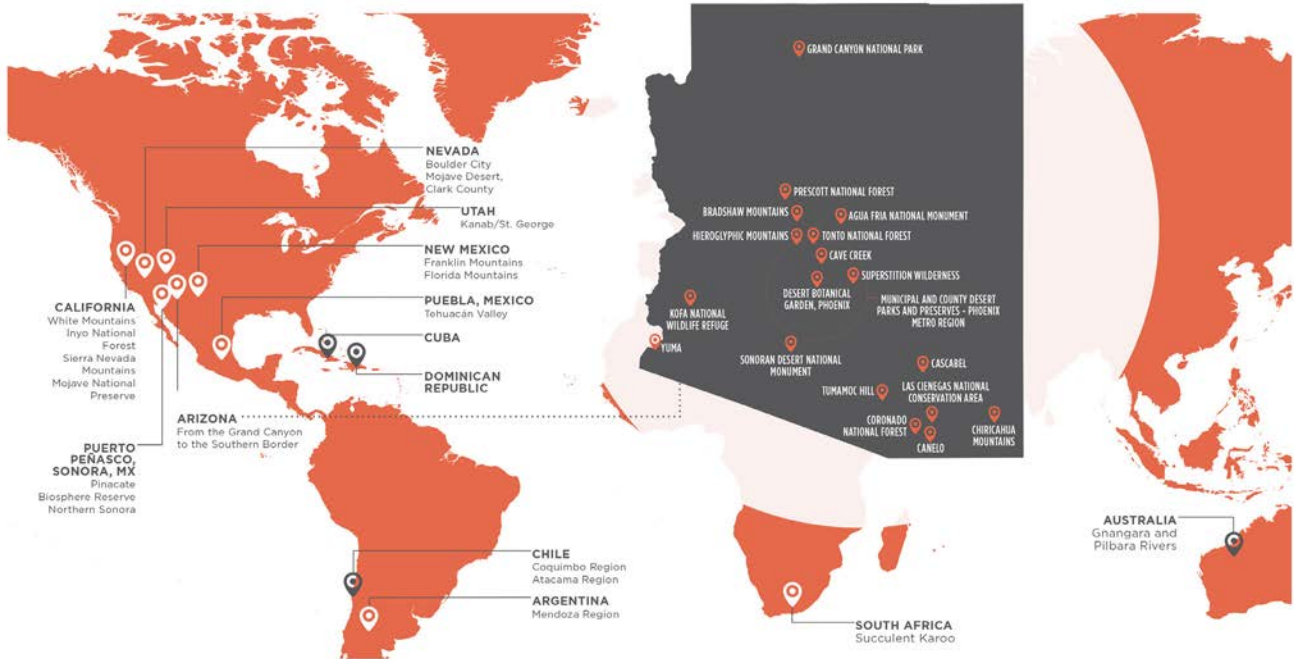 NEVADA
Boulder City
Mojave Desert,
Clark County
UTAH
Kanab/St. George
NEW MEXICO
Franklin Mountains
Florida Mountains
CALIFORNIA
White Mountains
Inyo National
Forest
Sierra Nevada
Mountains
Mojave National
Preserve
PUEBLA, MEXICO
Tehuacán Valley
CUBA
DOMINICAN
REPUBLIC
ARIZONA
From the Grand Canyon
to the Southern Border
PUERTO
PEÑASCO,
SONORA, MX
Pinacate
Biosphere Reserve
Northern Sonora
CHILE
Coquimbo Region
Atacama Region
ARGENTINA
Mendoza Region
GRAND CANYON NATIONAL PARK
PRESCOTT NATIONAL FOREST
BRADSHAW MOUNTAINS
AGUA FRIA NATIONAL MONUMENT
HIEROGLYPHIC MOUNTAINS
TONTO NATIONAL FOREST
CAVE CREEK
SUPERSTITION WILDERNESS
DESERT BOTANICAL
GARDEN, PHOENIX
MUNICIPAL AND COUNTY DESERT
PARKS AND PRESERVES - PHOENIX
METRO REGION
KOFA NATIONAL
WILDLIFE REFUGE
YUMA
SONORAN DESERT NATIONAL
MONUMENT
CASCABEL
TUMAMOC HILL
LAS CIENEGAS NATIONAL
CONSERVATION AREA
CORONADO
NATIONAL FOREST
CANELO
CHIRICAHUA
MOUNTAINS
SOUTH AFRICA
Succulent Karoo
AUSTRALIA
Gnangara and
Pilbara Rivers